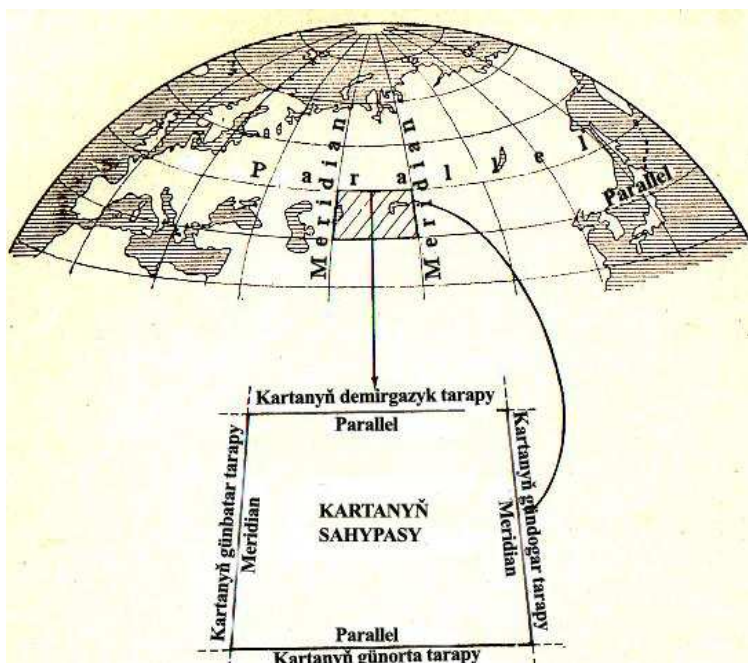 Meridian
Meridian
Parallel
Parallel
Kartanyň demirgazyk tarapy
Parallel
Kartanyň günbatar tarapy
Meridian
KARTANYŇ
SAHYPASY
Meridian
Kartanyň gündogar tarapy
Parallel
Kartanyň günorta tarapy